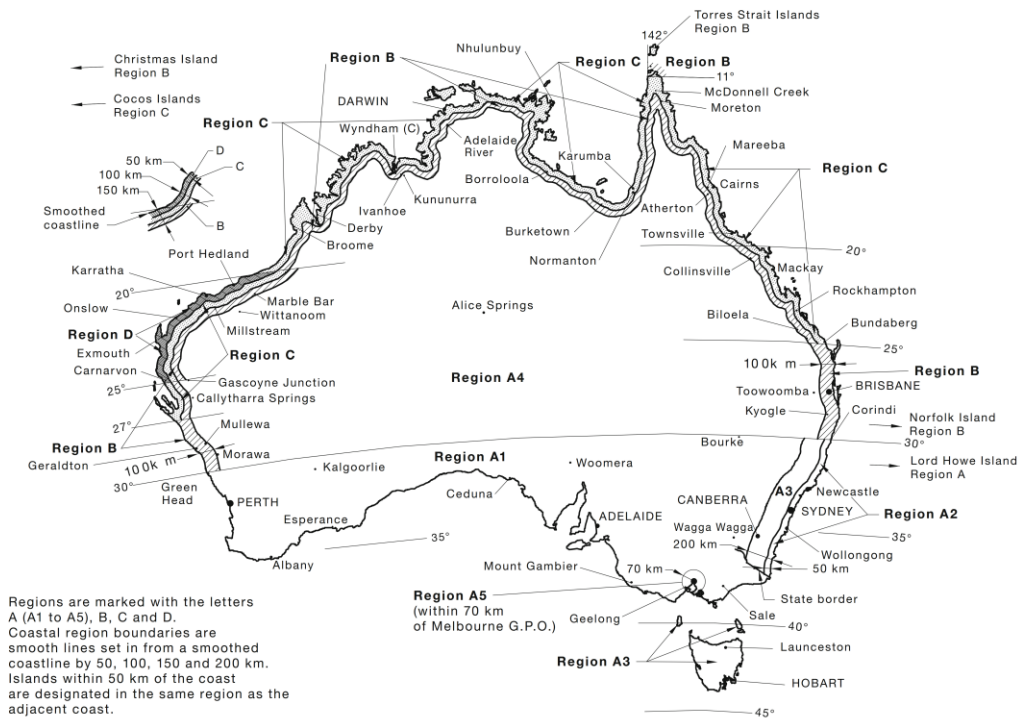 Torres Strait Islands
Region B
142°
Nhulunbuy
Christmas Island
Region B
Region B
Region C
Region B
11°
Cocos Islands
Region C
DARWIN
McDonnell Creek
Moreton
Region C
Wyndham (C)
Adelaide
River
Mareeba
D
50 km
C
100 km
150 km
Karumba
Region C
Borroloola
Cairns
Kununurra
Ivanhoe
Atherton
Smoothed
coastline
B
Derby
Burketown
Townsville
Broome
Port Hedland
20°
Normanton
Collinsville
Mackay
Karratha
20°
Marble Bar
Rockhampton
Onslow
Wittanoom
Alice Springs
Biloela
Millstream
Bundaberg
Region D
Exmouth
Region C
25°
100k m
Carnarvon
Region A4
Region B
25°
Gascoyne Junction
Toowoomba
BRISBANE
Callytharra Springs
Kyogle
Corindi
27°
Mullewa
Norfolk Island
Region B
Region B
Bourke
30°
Morawa
Geraldton
100k m
Region A1
Kalgoorlie
Woomera
Lord Howe Island
Region A
30°
Green
Head
Ceduna
A3
Newcastle
PERTH
CANBERRA
SYDNEY
Region A2
Esperance
ADELAIDE
Wagga Wagga
35°
35°
200 km
Wollongong
Albany
Mount Gambier
70 km
50 km
Region A5
(within 70 km
of Melbourne G.P.O.)
State border
Geelong
Sale
40°
Regions are marked with the letters
A (A1 to A5), B, C and D.
Coastal region boundaries are
smooth lines set in from a smoothed
coastline by 50, 100, 150 and 200 km.
Islands within 50 km of the coast
are designated in the same region as the
adjacent coast.
Launceston
Region A3
HOBART
45°